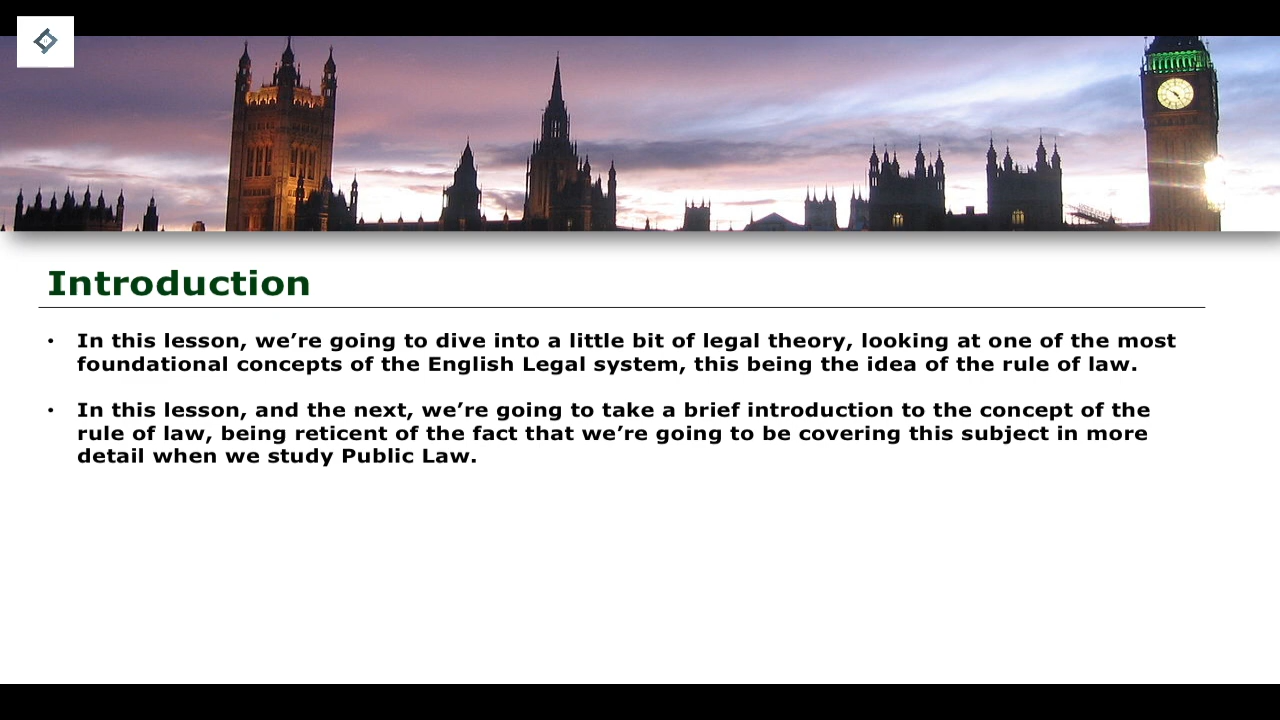 Introduction
• In this lesson, we’re going to dive into a little bit of legal theory, looking at one of the most
foundational concepts of the English Legal system, this being the idea of the rule of law.
• In this lesson, and the next, we’re going to take a brief introduction to the concept of the
rule of law, being reticent of the fact that we’re going to be covering this subject in more
detail when we study Public Law.